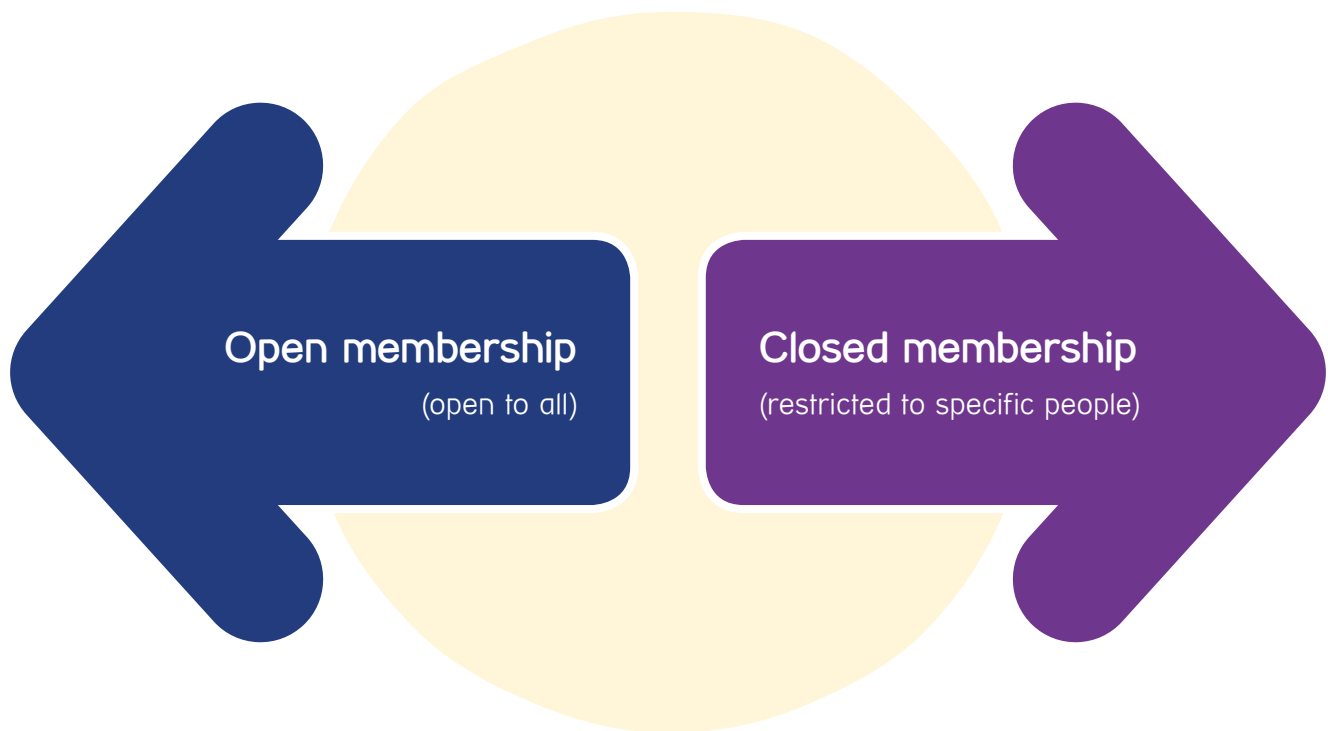 Open membership
(open to all)
Closed membership
(restricted to specific people)